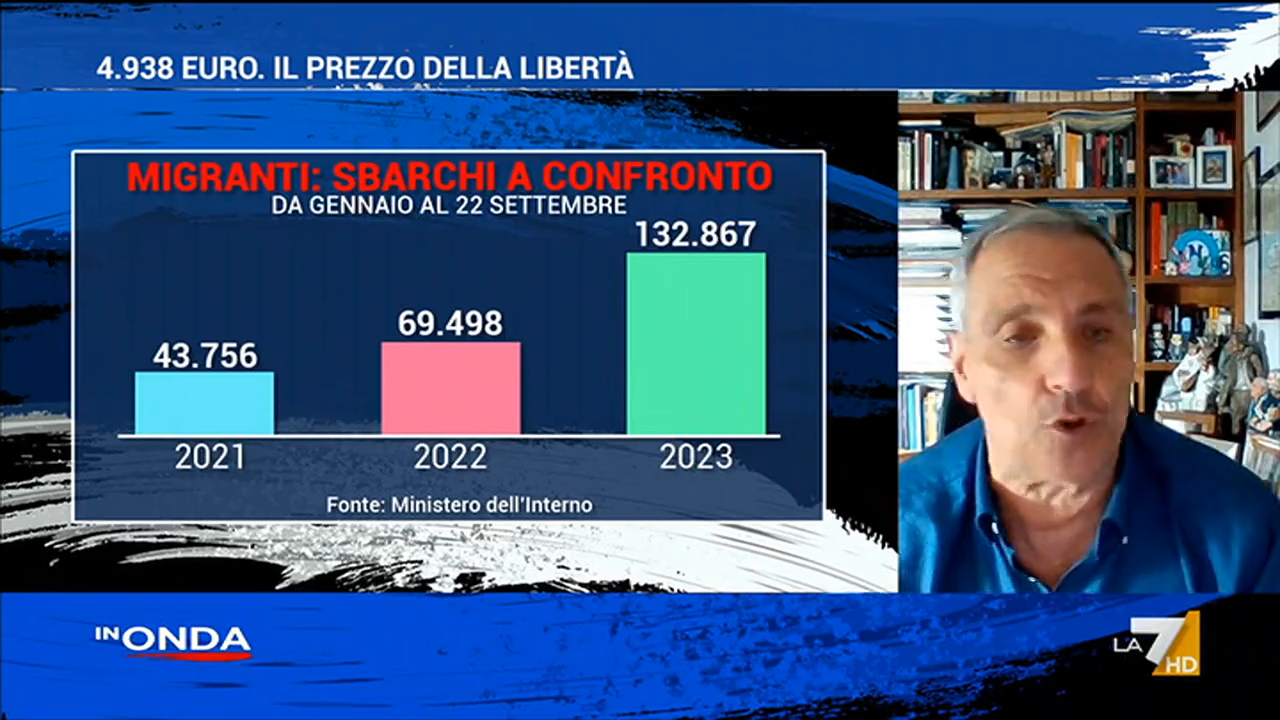 4.938 EURO. IL PREZZO DELLA LIBERTÀ
MIGRANTI: SBARCHI A CONFRONTO
DA GENNAIO AL 22 SETTEMBRE
43.756
69.498
132.867
2021
2022
2023
Fonte: Ministero dell'Interno
IN ONDA
LA 7 HD